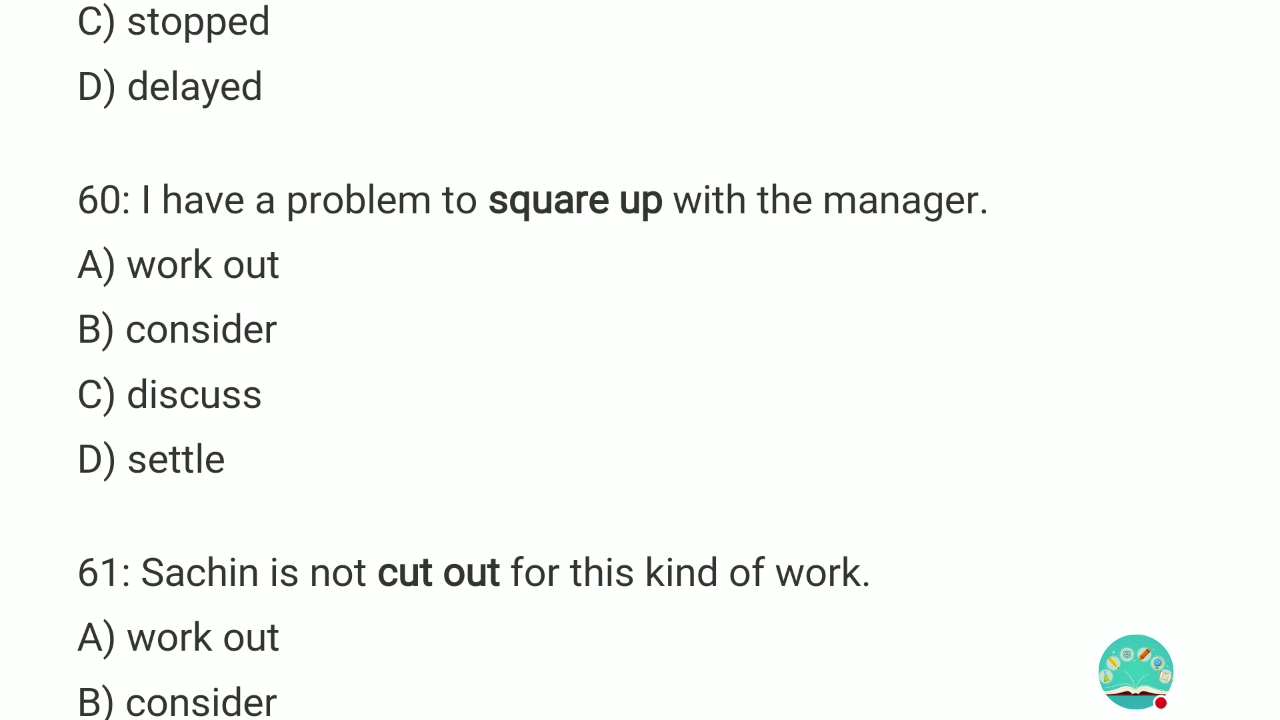 C) stopped
D) delayed
60: I have a problem to square up with the manager.
A) work out
B) consider
C) discuss
D) settle
61: Sachin is not cut out for this kind of work.
A) work out
B) consider